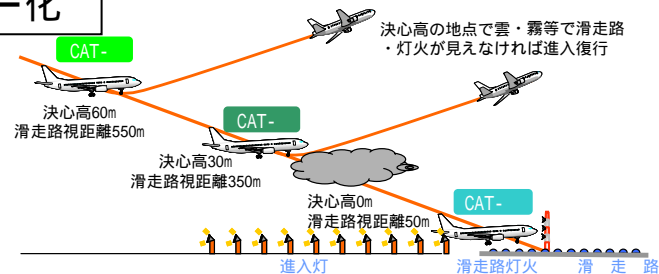 化
決心高の地点で雲・霧等で滑走路
・灯火が見えなければ進入復行
CAT-
決心高60m
滑走路視距離550m
CAT-
決心高30m
滑走路視距離350m
決心高0m
滑走路視距離50m
CAT-
進入灯
滑走路灯火
滑 走 路